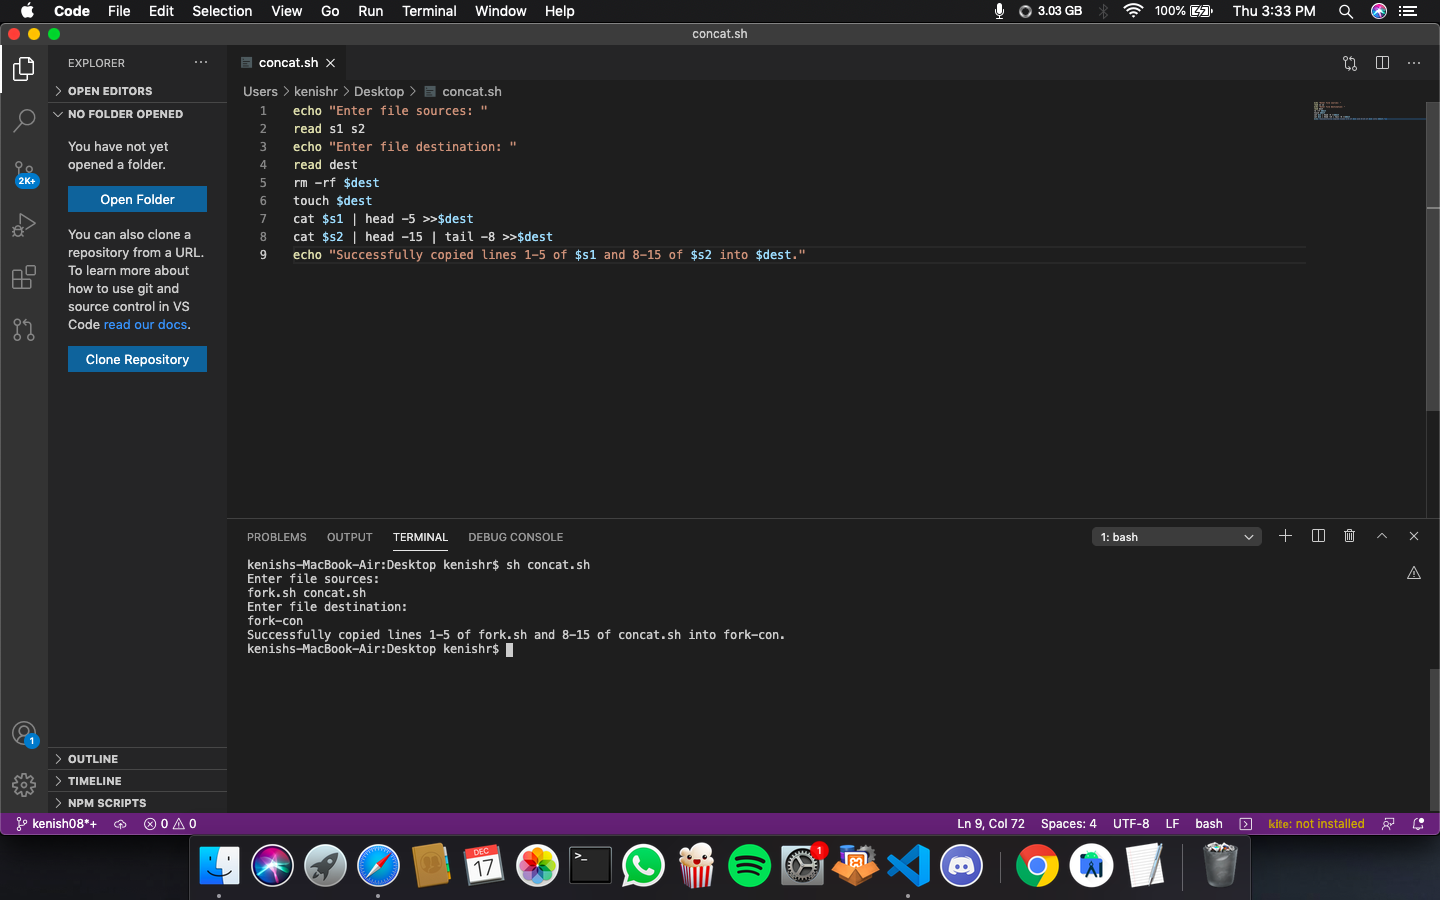 Code File Edit Selection View Go Run Terminal Window Help 3.03 GB 100% Thu 3:33 PM
concat.sh
EXPLORER
OPEN EDITORS
NO FOLDER OPENED
You have not yet
opened a folder.
Open Folder
You can also clone a
repository from a URL.
To learn more about
how to use git and
source control in VS
Code read our docs.
Clone Repository
OUTLINE
TIMELINE
NPM SCRIPTS
2K+
1
concat.sh
Users > kenishr > Desktop > concat.sh
1 echo "Enter file sources: "
2 read s1 s2
3 echo "Enter file destination: "
4 read dest
5 rm -rf $dest
6 touch $dest
7 cat $s1 | head -5 >>$dest
8 cat $s2 | head -15 | tail -8 >>$dest
9 echo "Successfully copied lines 1-5 of $s1 and 8-15 of $s2 into $dest."
PROBLEMS OUTPUT TERMINAL DEBUG CONSOLE 1: bash
kenishs-MacBook-Air:Desktop kenishr$ sh concat.sh
Enter file sources:
fork.sh concat.sh
Enter file destination:
fork-con
Successfully copied lines 1-5 of fork.sh and 8-15 of concat.sh into fork-con.
kenishs-MacBook-Air:Desktop kenishr$
kenish08*+ 0 0 Ln 9, Col 72 Spaces: 4 UTF-8 LF bash kite: not installed
DEC
17
>_
1